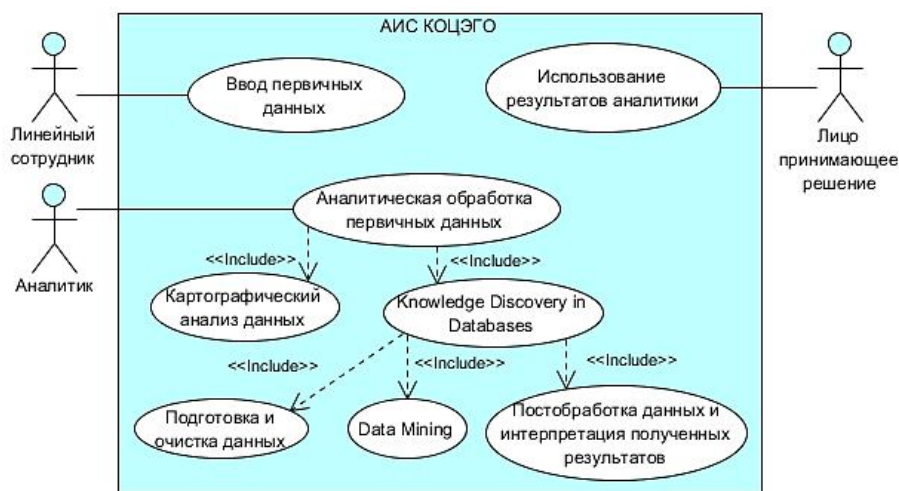 АИС КОЦЭГО
Ввод первичных
данных
Использование
результатов аналитики
Линейный
сотрудник
Лицо
принимающее
решение
Аналитическая обработка
первичных данных
Аналитик
<<Include>>
<<Include>>
Картографический
анализ данных
Knowledge Discovery in
Databases
<<Include>>
<<Include>>
<<Include>>
Подготовка и
очистка данных
Data Mining
Постобработка данных и
интерпретация полученных
результатов